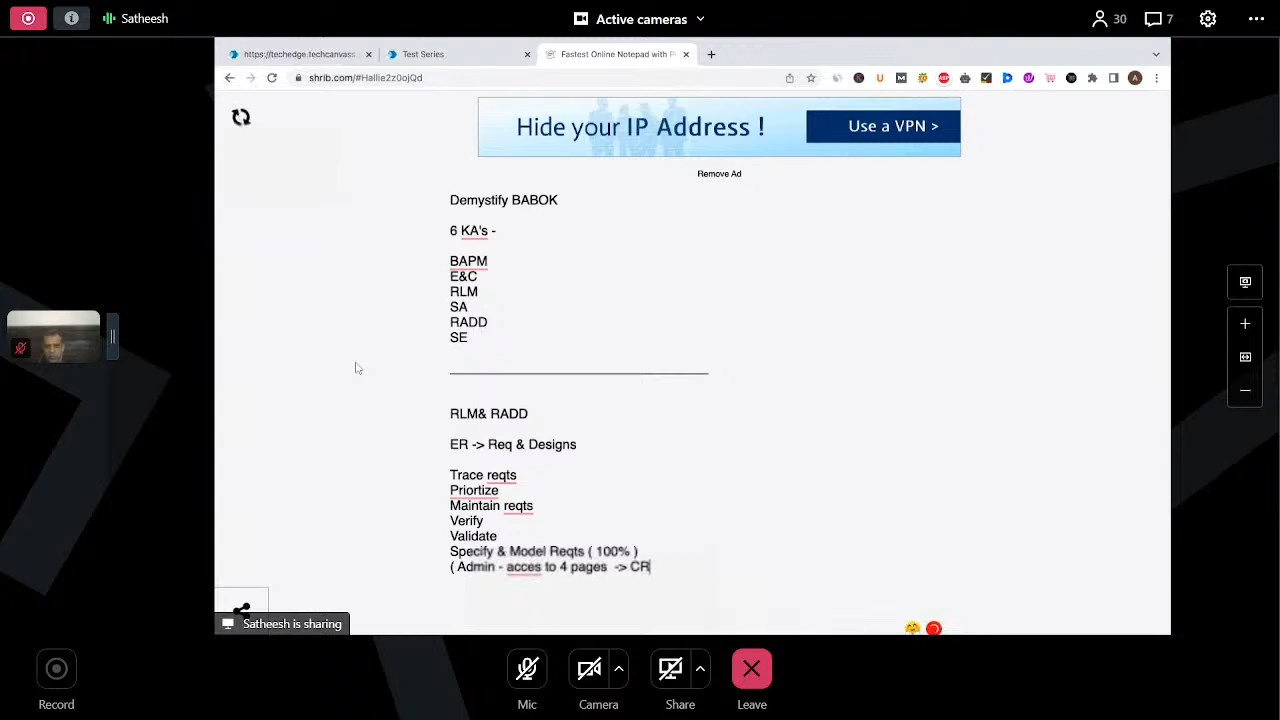 Satheesh
Active cameras
30
7
https://techedge.techcanvass
Test Series
Fastest Online Notepad with P
shrib.com/#Hallie2z0ojQd
Hide your IP Address !
Use a VPN >
Remove Ad
Demystify BABOK
6 KA's -
BAPM
E&C
RLM
SA
RADD
SE
RLM& RADD
ER -> Req & Designs
Trace reqts
Priortize
Maintain reqts
Verify
Validate
Specify & Model Reqts ( 100% )
( Admin - acces to 4 pages -> CR
Satheesh is sharing
Record
Mic
Camera
Share
Leave